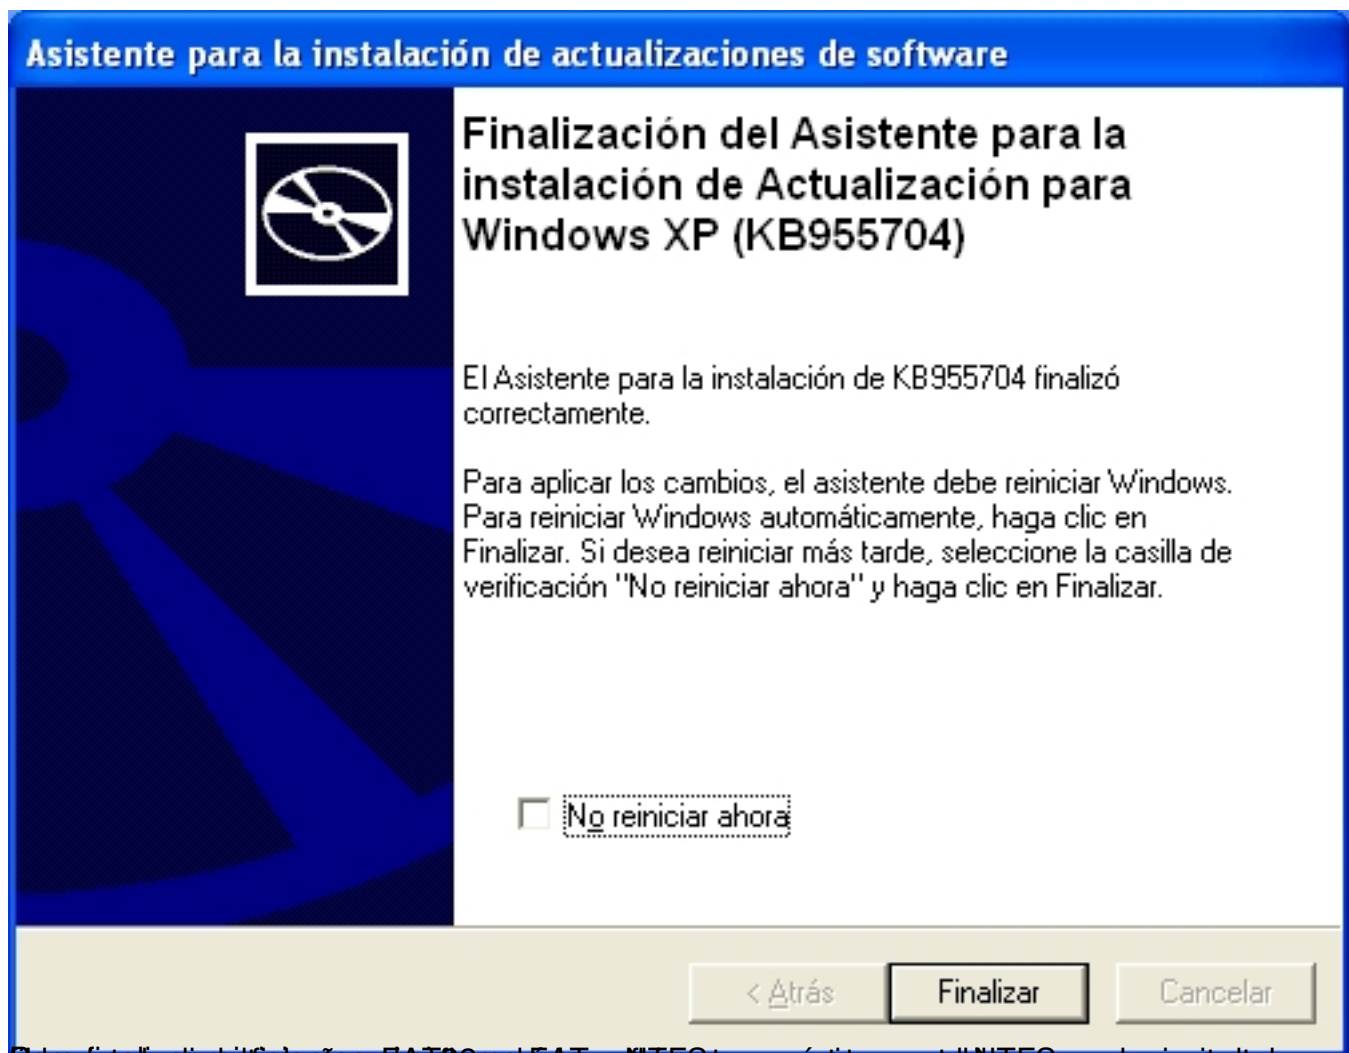 Asistente para la instalación de actualizaciones de software
Finalización del Asistente para la
instalación de Actualización para
Windows XP (KB955704)
El Asistente para la instalación de KB955704 finalizó
correctamente.
Para aplicar los cambios, el asistente debe reiniciar Windows.
Para reiniciar Windows automáticamente, haga clic en
Finalizar. Si desea reiniciar más tarde, seleccione la casilla de
verificación "No reiniciar ahora" y haga clic en Finalizar.
No reiniciar ahora
< Atrás
Finalizar
Cancelar